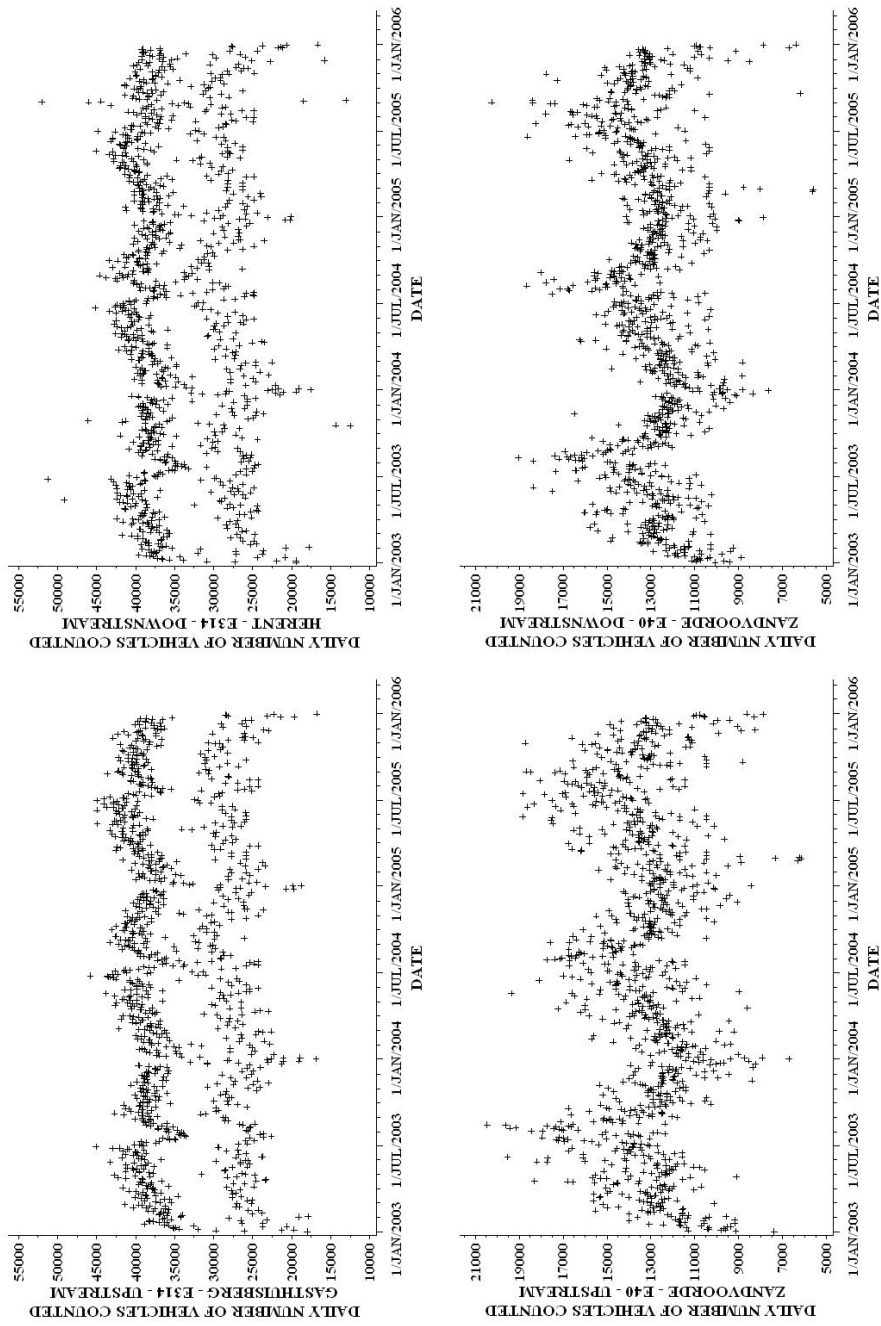 DAILY NUMBER OF VEHICLES COUNTED
GASTHUISBERG - E314 - UPSTREAM
55000
50000
45000
40000
35000
30000
25000
20000
15000
10000
1/JAN/2003 1/JUL/2003 1/JAN/2004 1/JUL/2004 1/JAN/2005 1/JUL/2005 1/JAN/2006
DATE
DAILY NUMBER OF VEHICLES COUNTED
HERENT - E314 - DOWNSTREAM
55000
50000
45000
40000
35000
30000
25000
20000
15000
10000
1/JAN/2003 1/JUL/2003 1/JAN/2004 1/JUL/2004 1/JAN/2005 1/JUL/2005 1/JAN/2006
DATE
DAILY NUMBER OF VEHICLES COUNTED
ZANDVOORDE - E40 - UPSTREAM
21000
19000
17000
15000
13000
11000
9000
7000
5000
1/JAN/2003 1/JUL/2003 1/JAN/2004 1/JUL/2004 1/JAN/2005 1/JUL/2005 1/JAN/2006
DATE
DAILY NUMBER OF VEHICLES COUNTED
ZANDVOORDE - E40 - DOWNSTREAM
21000
19000
17000
15000
13000
11000
9000
7000
5000
1/JAN/2003 1/JUL/2003 1/JAN/2004 1/JUL/2004 1/JAN/2005 1/JUL/2005 1/JAN/2006
DATE